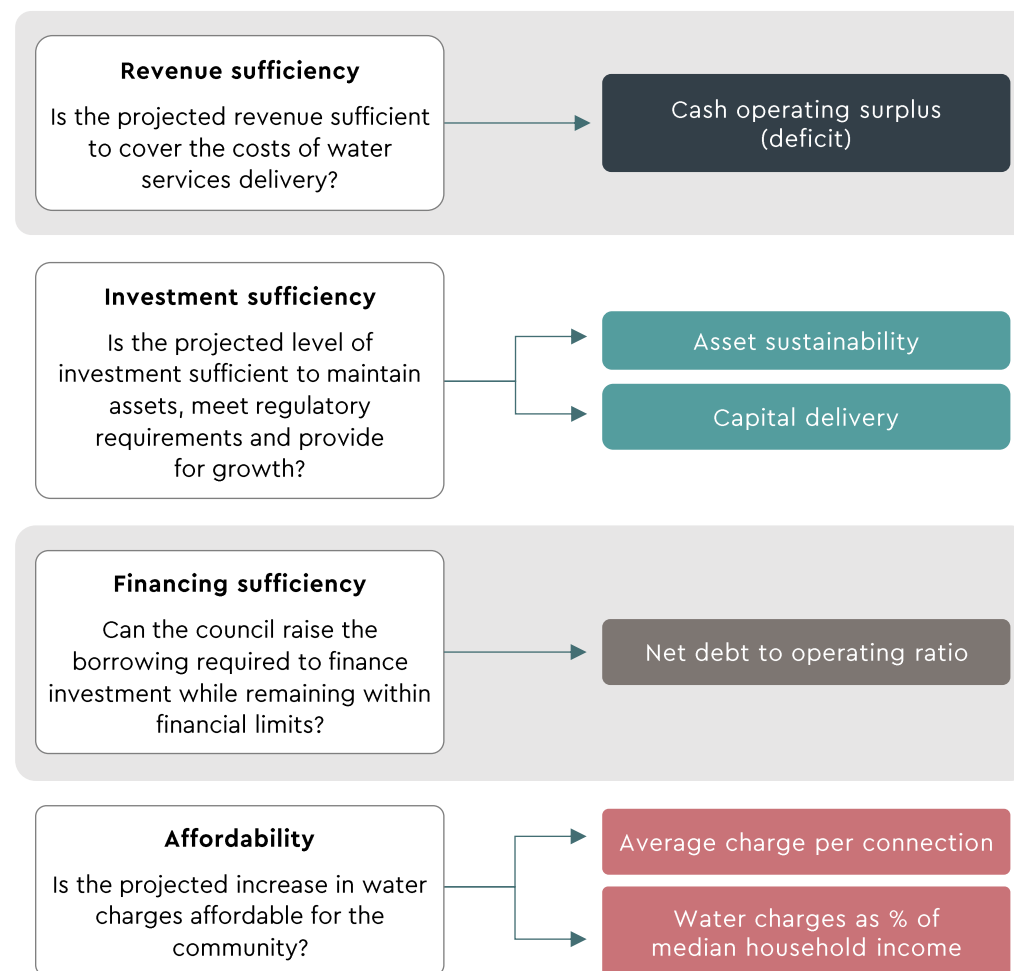 Revenue sufficiency
Is the projected revenue sufficient
to cover the costs of water
services delivery?
Cash operating surplus
(deficit)
Investment sufficiency
Is the projected level of
investment sufficient to maintain
assets, meet regulatory
requirements and provide
for growth?
Asset sustainability
Capital delivery
Financing sufficiency
Can the council raise the
borrowing required to finance
investment while remaining within
financial limits?
Net debt to operating ratio
Affordability
Is the projected increase in water
charges affordable for the
community?
Average charge per connection
Water charges as % of
median household income